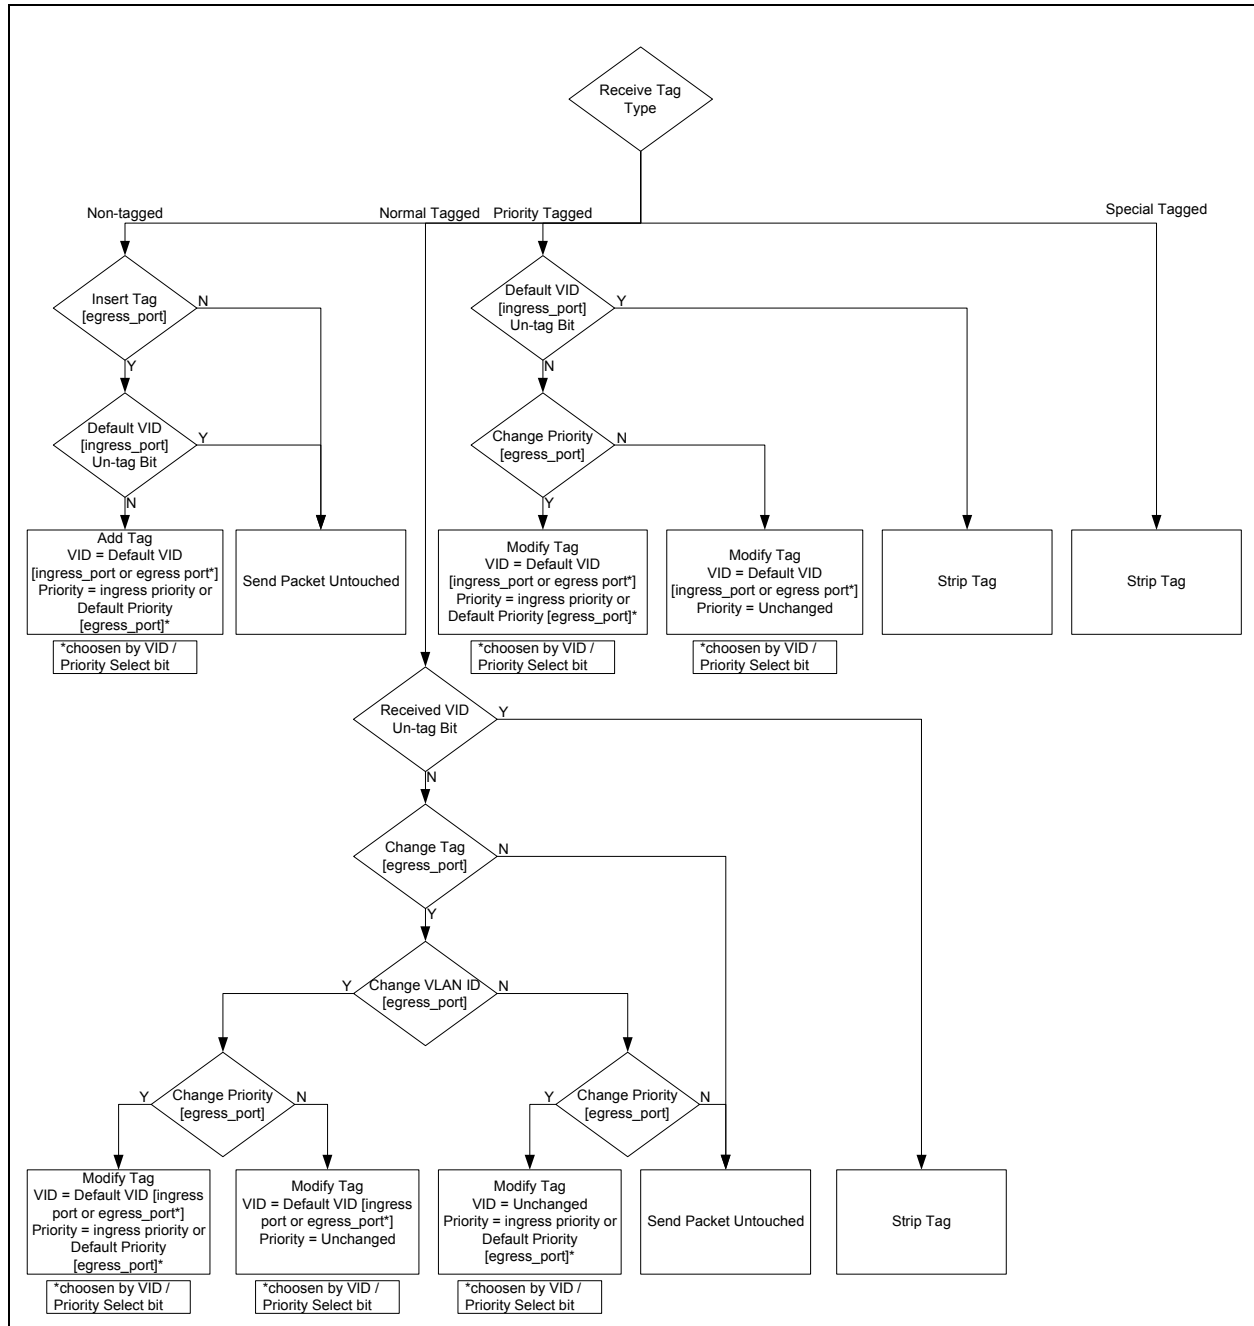 Receive Tag
Type
Non-tagged
Normal Tagged
Priority Tagged
Special Tagged
Insert Tag
[egress_port]
N
Y
Default VID
[ingress_port]
Un-tag Bit
Y
N
Default VID
[ingress_port]
Un-tag Bit
Y
N
Change Priority
[egress_port]
N
Y
Add Tag
VID = Default VID
[ingress_port or egress port*]
Priority = ingress priority or
Default Priority
[egress_port]*
*choosen by VID /
Priority Select bit
Send Packet Untouched
Modify Tag
VID = Default VID
[ingress_port or egress port*]
Priority = ingress priority or
Default Priority [egress_port]*
*choosen by VID /
Priority Select bit
Modify Tag
VID = Default VID
[ingress_port or egress port*]
Priority = Unchanged
*choosen by VID /
Priority Select bit
Strip Tag
Strip Tag
Received VID
Un-tag Bit
Y
N
Change Tag
[egress_port]
N
Y
Change VLAN ID
[egress_port]
Y
N
Change Priority
[egress_port]
Y
N
Change Priority
[egress_port]
Y
N
Modify Tag
VID = Default VID [ingress
port or egress_port*]
Priority = ingress priority or
Default Priority
[egress_port]*
*choosen by VID /
Priority Select bit
Modify Tag
VID = Default VID [ingress
port or egress_port*]
Priority = Unchanged
*choosen by VID /
Priority Select bit
Modify Tag
VID = Unchanged
Priority = ingress priority or
Default Priority
[egress_port]*
*choosen by VID /
Priority Select bit
Send Packet Untouched
Strip Tag